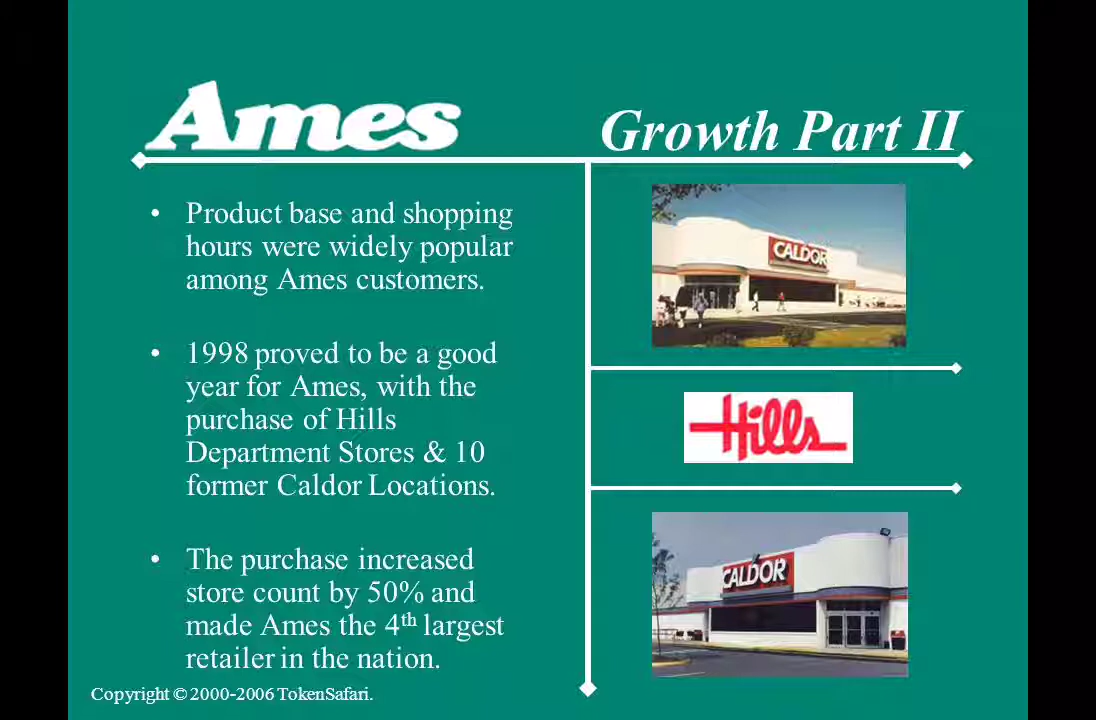 Ames
Growth Part II
• Product base and shopping
hours were widely popular
among Ames customers.
• 1998 proved to be a good
year for Ames, with the
purchase of Hills
Department Stores & 10
former Caldor Locations.
• The purchase increased
store count by 50% and
made Ames the 4th largest
retailer in the nation.
CALDOR
Hills
CALDOR
Copyright © 2000-2006 TokenSafari.